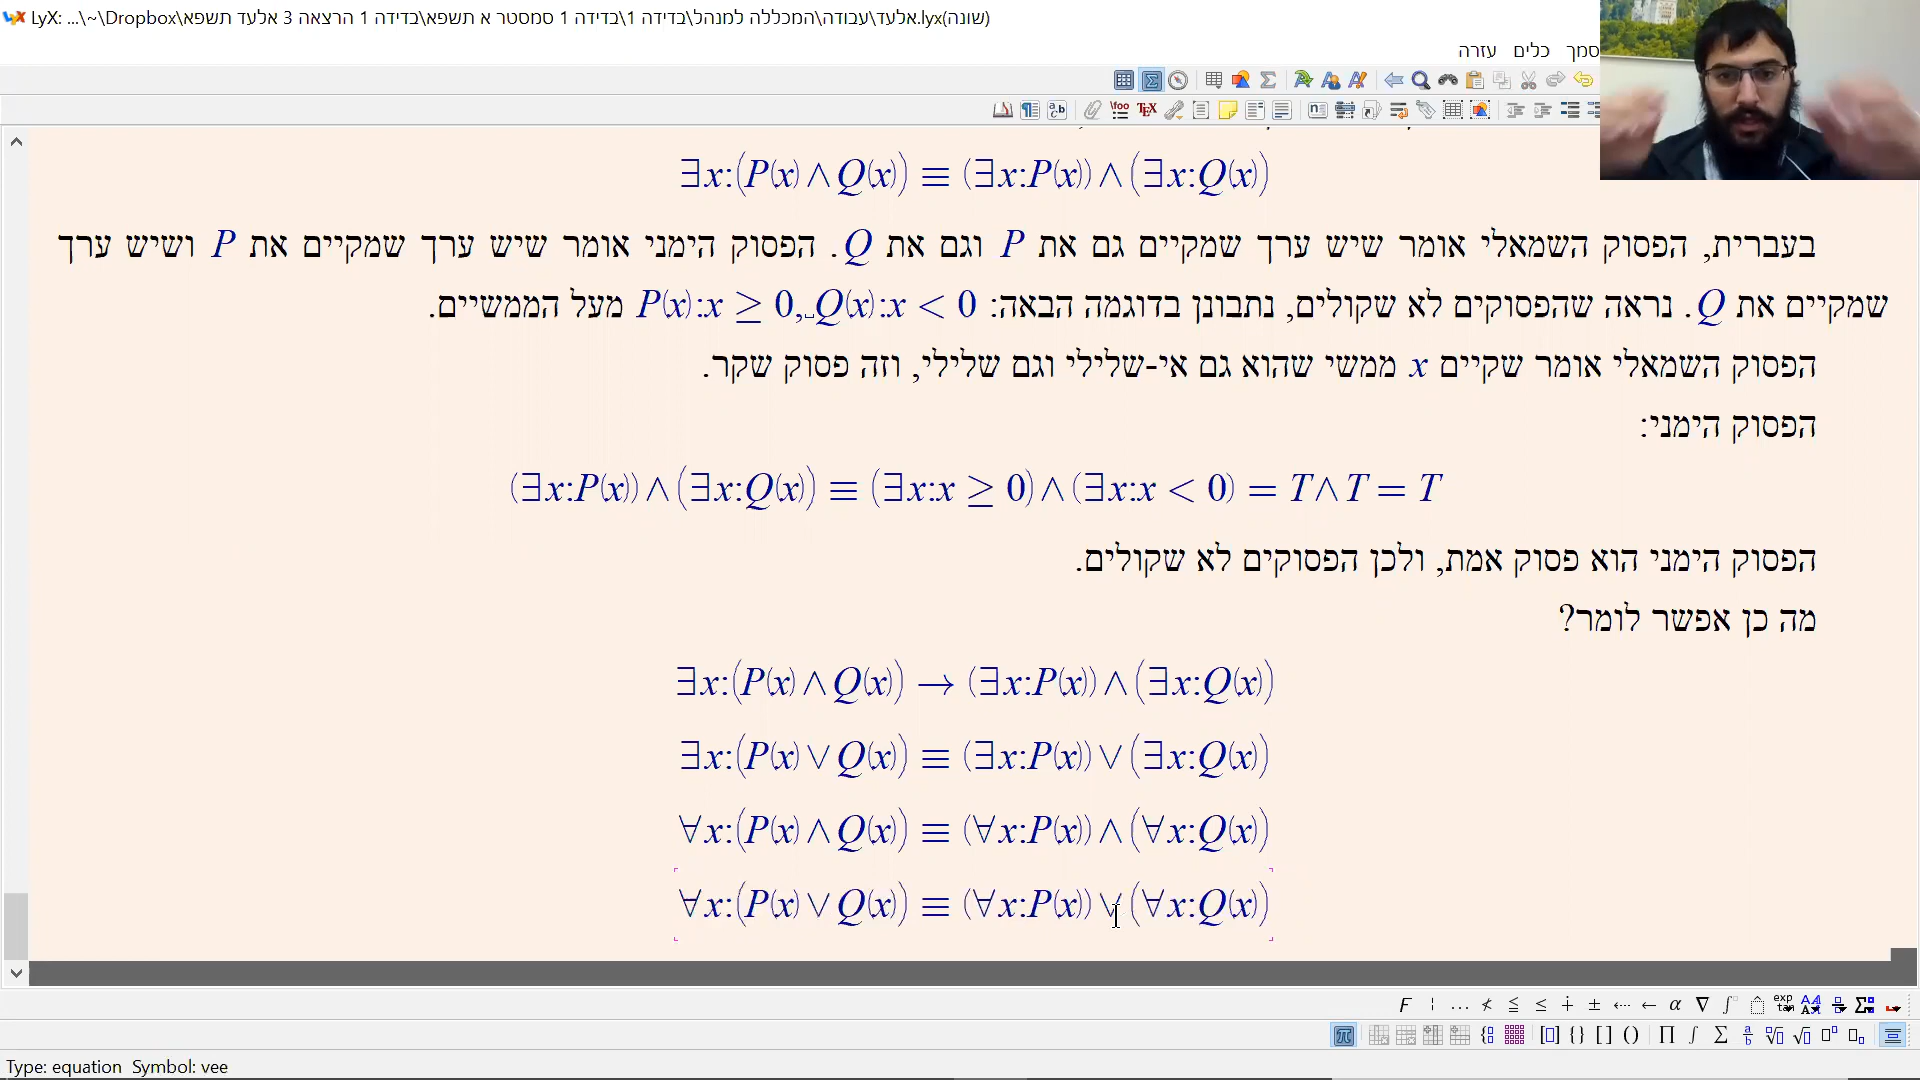 LyX: ...\~\Dropbox\אלעד\עבודה\המכללה למנהל\בדידה 1\בדידה 1 סמסטר א תשפא\בדידה 1 הרצאה 3 אלעד תשפא.lyx(שונה)
סמך כלים עזרה
∃x:(P(x)∧Q(x)) ≡ (∃x:P(x))∧(∃x:Q(x))
בעברית, הפסוק השמאלי אומר שיש ערך שמקיים גם את P וגם את Q. הפסוק הימני אומר שיש ערך שמקיים את P ושיש ערך
שמקיים את Q. נראה שהפסוקים לא שקולים, נתבונן בדוגמה הבאה: P(x):x ≥ 0, Q(x):x < 0 מעל הממשיים.
הפסוק השמאלי אומר שקיים x ממשי שהוא גם אי-שלילי וגם שלילי, וזה פסוק שקר.
הפסוק הימני:
(∃x:P(x))∧(∃x:Q(x)) ≡ (∃x:x ≥ 0)∧(∃x:x < 0) = T∧T = T
הפסוק הימני הוא פסוק אמת, ולכן הפסוקים לא שקולים.
מה כן אפשר לומר?
∃x:(P(x)∧Q(x)) → (∃x:P(x))∧(∃x:Q(x))
∃x:(P(x)∨Q(x)) ≡ (∃x:P(x))∨(∃x:Q(x))
∀x:(P(x)∧Q(x)) ≡ (∀x:P(x))∧(∀x:Q(x))
∀x:(P(x)∨Q(x)) ≡ (∀x:P(x))∨(∀x:Q(x))
Type: equation Symbol: vee